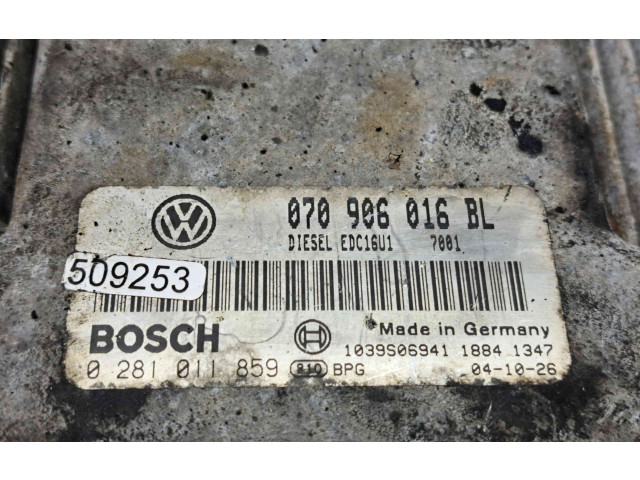 070 906 016 BL
DIESEL EDC16U1 7001
509253
BOSCH
Made in Germany
1039S06941 1884 1347
0 281 011 859 810 BPG 04-10-26